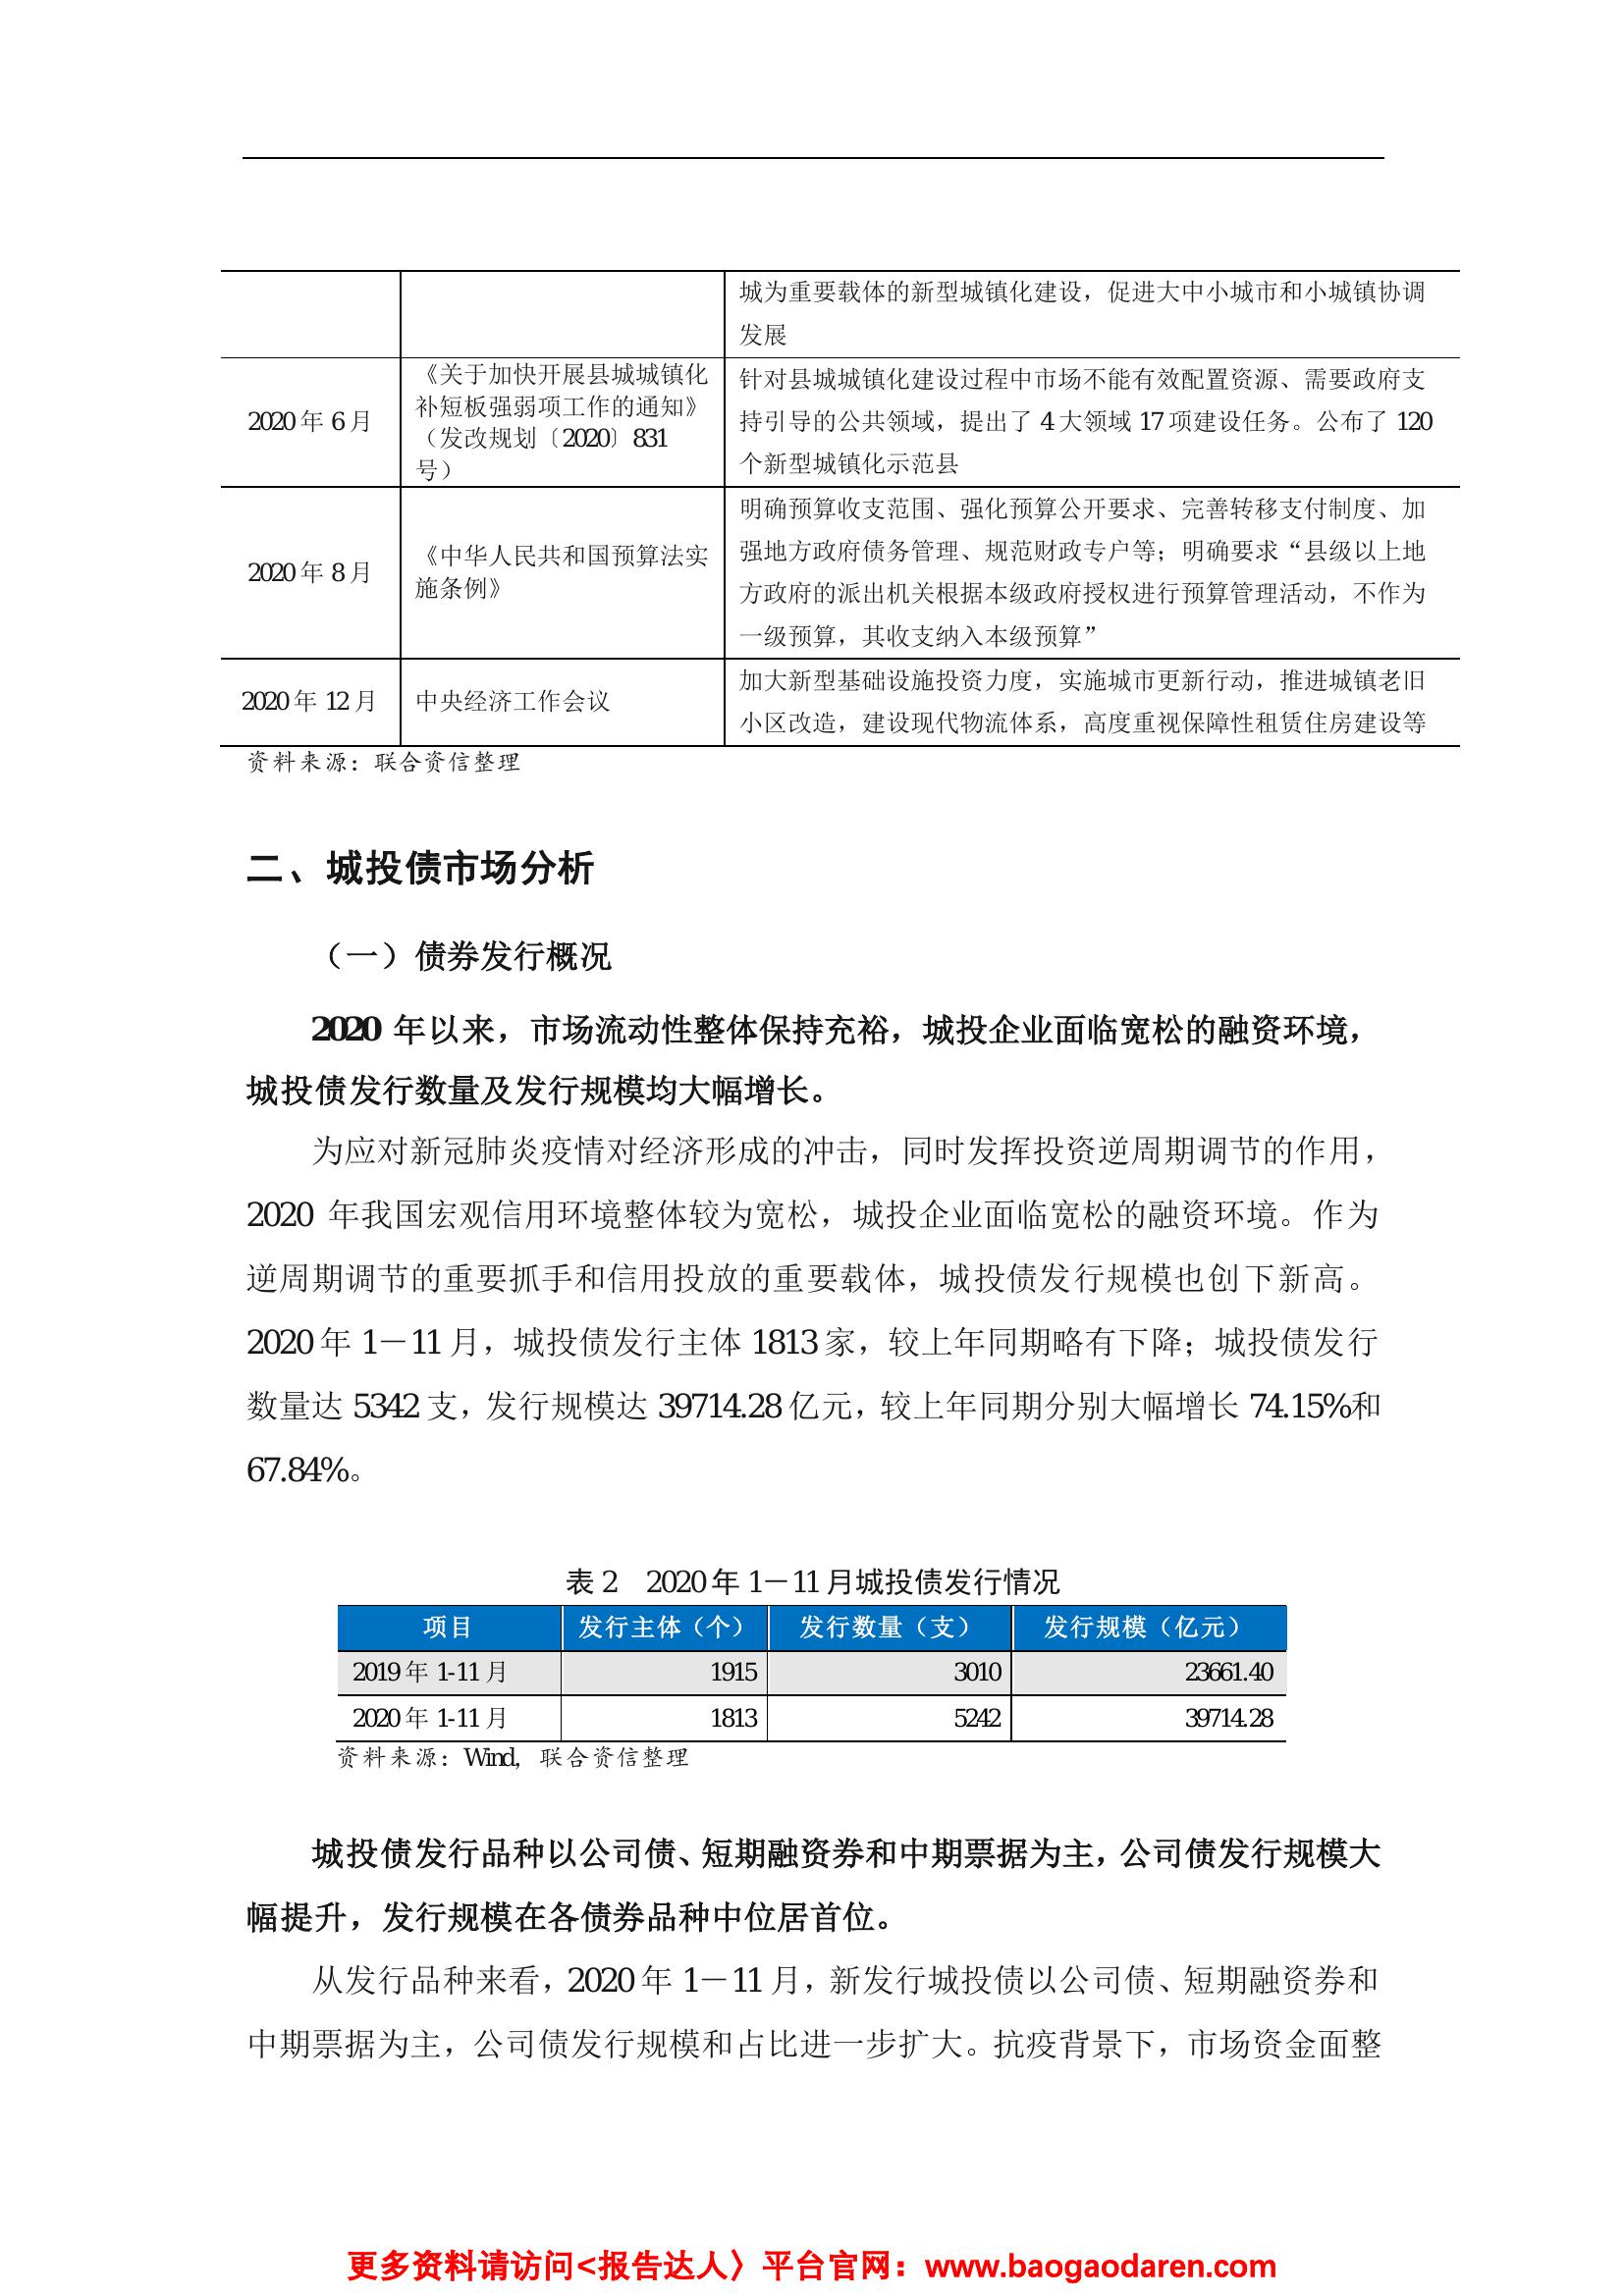 城为重要载体的新型城镇化建设，促进大中小城市和小城镇协调
发展
2020 年 6 月
《关于加快开展县城城镇化
补短板强弱项工作的通知》
（发改规划〔2020〕831
号）
针对县城城镇化建设过程中市场不能有效配置资源、需要政府支
持引导的公共领域，提出了 4 大领域 17 项建设任务。公布了 120
个新型城镇化示范县
2020 年 8 月
《中华人民共和国预算法实
施条例》
明确预算收支范围、强化预算公开要求、完善转移支付制度、加
强地方政府债务管理、规范财政专户等；明确要求“县级以上地
方政府的派出机关根据本级政府授权进行预算管理活动，不作为
一级预算，其收支纳入本级预算”
2020 年 12 月
中央经济工作会议
加大新型基础设施投资力度，实施城市更新行动，推进城镇老旧
小区改造，建设现代物流体系，高度重视保障性租赁住房建设等
资料来源：联合资信整理
二、城投债市场分析
（一）债券发行概况
2020 年以来，市场流动性整体保持充裕，城投企业面临宽松的融资环境，
城投债发行数量及发行规模均大幅增长。
为应对新冠肺炎疫情对经济形成的冲击，同时发挥投资逆周期调节的作用，
2020 年我国宏观信用环境整体较为宽松，城投企业面临宽松的融资环境。作为
逆周期调节的重要抓手和信用投放的重要载体，城投债发行规模也创下新高。
2020 年 1－11 月，城投债发行主体 1813 家，较上年同期略有下降；城投债发行
数量达 5342 支，发行规模达 39714.28 亿元，较上年同期分别大幅增长 74.15%和
67.84%。
表 2 2020 年 1－11 月城投债发行情况
项目 发行主体（个） 发行数量（支） 发行规模（亿元）
2019 年 1-11 月 1915 3010 23661.40
2020 年 1-11 月 1813 5242 39714.28
资料来源：Wind，联合资信整理
城投债发行品种以公司债、短期融资券和中期票据为主，公司债发行规模大
幅提升，发行规模在各债券品种中位居首位。
从发行品种来看，2020 年 1－11 月，新发行城投债以公司债、短期融资券和
中期票据为主，公司债发行规模和占比进一步扩大。抗疫背景下，市场资金面整
更多资料请访问<报告达人〉平台官网：www.baogaodaren.com